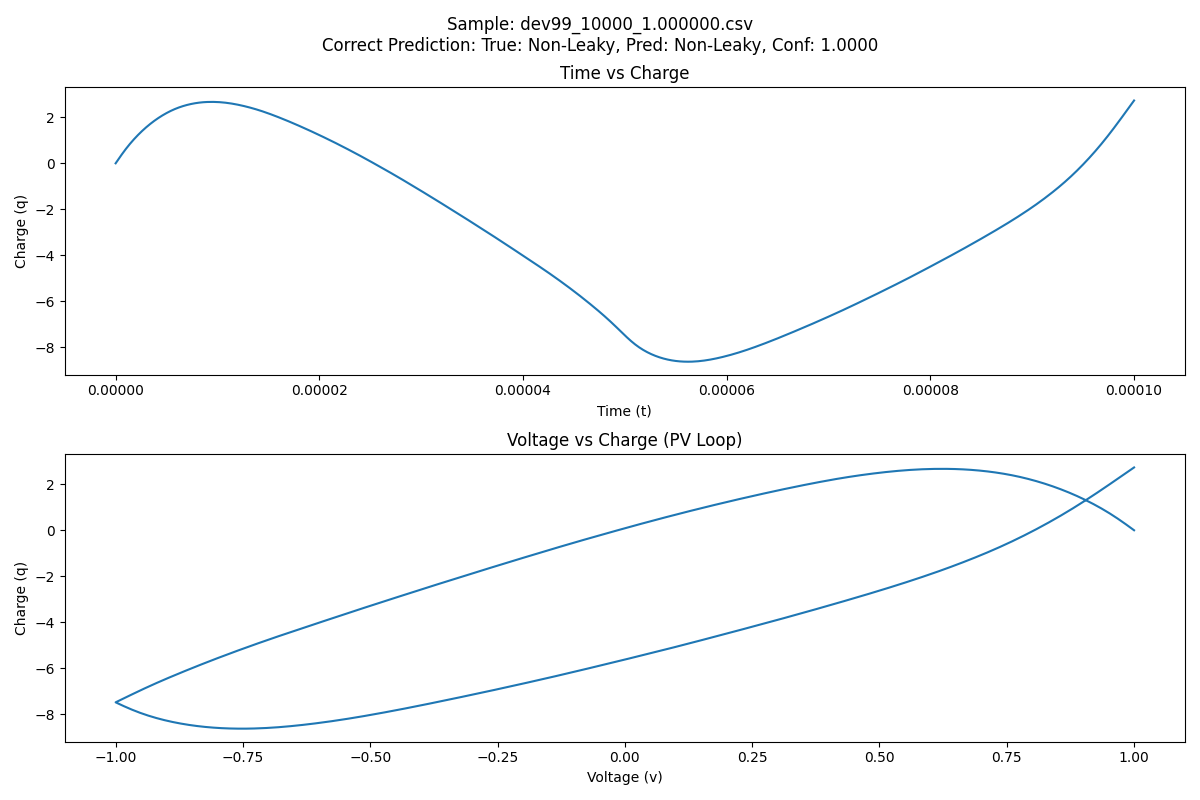 Sample: dev99_10000_1.000000.csv
Correct Prediction: True: Non-Leaky, Pred: Non-Leaky, Conf: 1.0000
Time vs Charge
2
0
−2
−4
−6
−8
Charge (q)
0.00000 0.00002 0.00004 0.00006 0.00008 0.00010
Time (t)
Voltage vs Charge (PV Loop)
2
0
−2
−4
−6
−8
Charge (q)
−1.00 −0.75 −0.50 −0.25 0.00 0.25 0.50 0.75 1.00
Voltage (v)